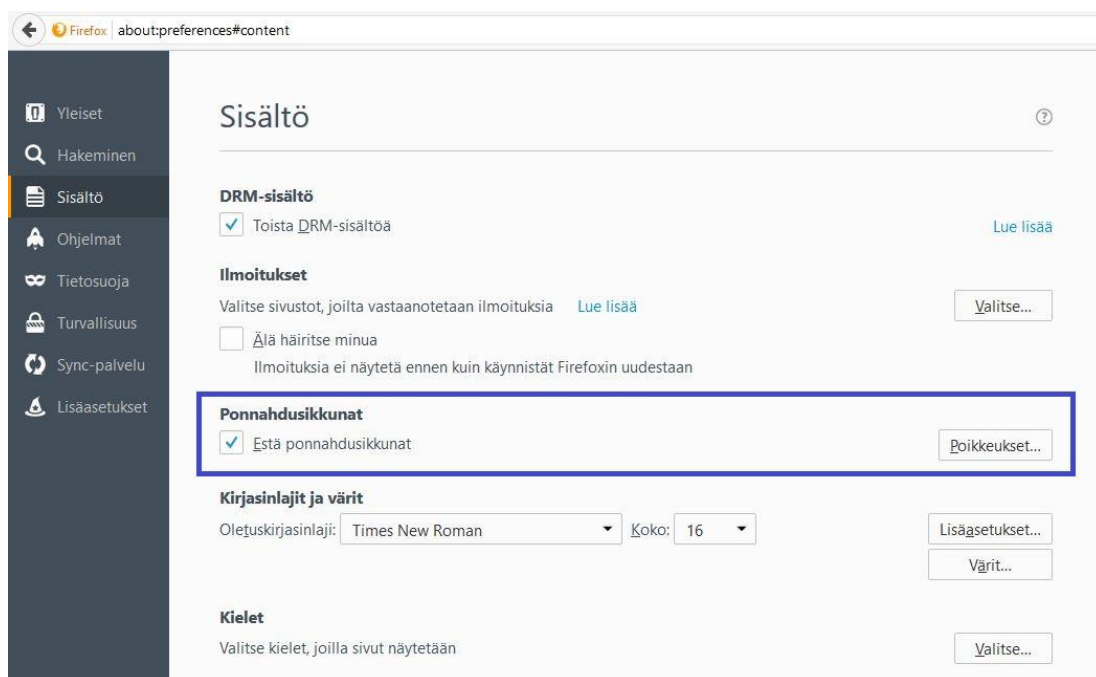 Firefox about:preferences#content
Yleiset
Hakeminen
Sisältö
Ohjelmat
Tietosuoja
Turvallisuus
Sync-palvelu
Lisäasetukset
Sisältö
DRM-sisältö
Toista DRM-sisältöä Lue lisää
Ilmoitukset
Valitse sivustot, joilta vastaanotetaan ilmoituksia Lue lisää Valitse...
Älä häiritse minua
Ilmoituksia ei näytetä ennen kuin käynnistät Firefoxin uudestaan
Ponnahdusikkunat
Estä ponnahdusikkunat Poikkeukset...
Kirjasinlajit ja värit
Oletuskirjasinlaji: Times New Roman Koko: 16 Lisäasetukset...
Värit...
Kielet
Valitse kielet, joilla sivut näytetään Valitse...